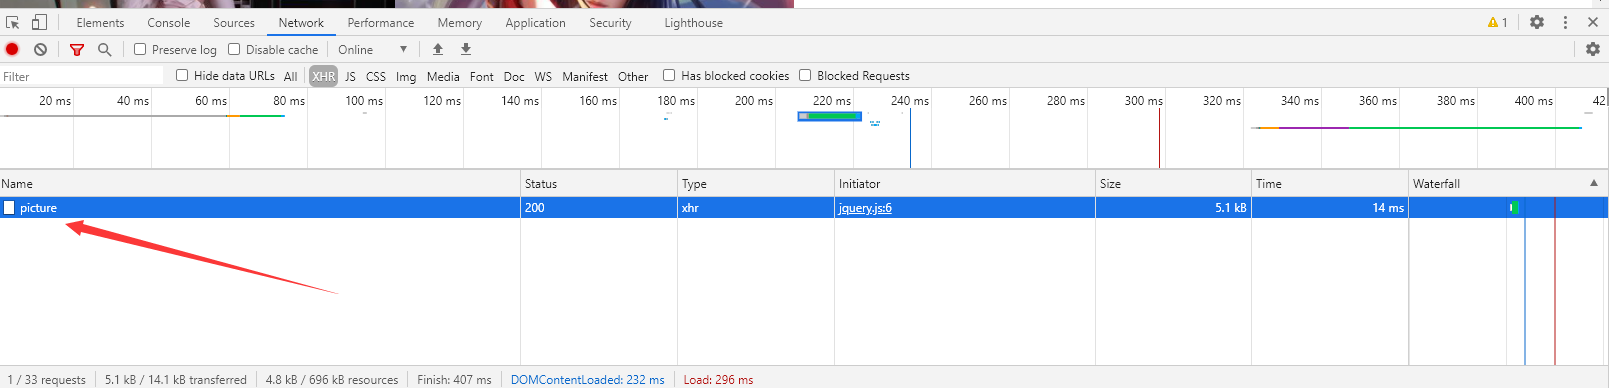 Elements Console Sources Network Performance Memory Application Security Lighthouse 1
Preserve log Disable cache Online
Filter Hide data URLs All XHR JS CSS Img Media Font Doc WS Manifest Other Has blocked cookies Blocked Requests
20 ms 40 ms 60 ms 80 ms 100 ms 120 ms 140 ms 160 ms 180 ms 200 ms 220 ms 240 ms 260 ms 280 ms 300 ms 320 ms 340 ms 360 ms 380 ms 400 ms 42
Name Status Type Initiator Size Time Waterfall
picture 200 xhr jquery.js:6 5.1 kB 14 ms
1 / 33 requests 5.1 kB / 14.1 kB transferred 4.8 kB / 696 kB resources Finish: 407 ms DOMContentLoaded: 232 ms Load: 296 ms